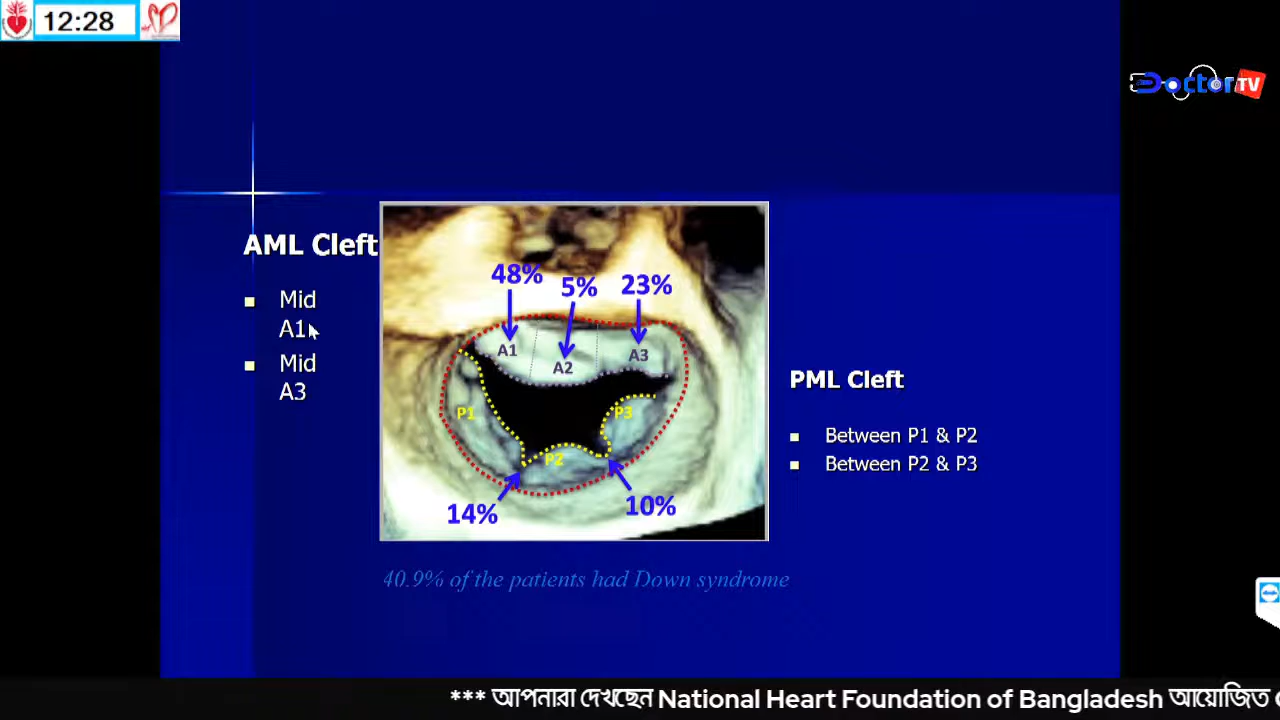 12:28
Doctor TV
AML Cleft
Mid
A1
Mid
A3
48%
5%
23%
A1
A2
A3
P1
P2
P3
14%
10%
PML Cleft
Between P1 & P2
Between P2 & P3
40.9% of the patients had Down syndrome
*** আপনারা দেখছেন National Heart Foundation of Bangladesh আয়োজিত